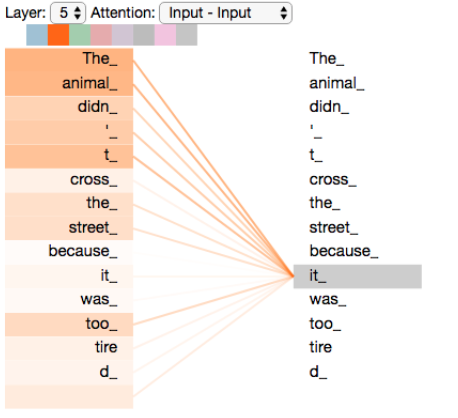 Layer: 5 Attention: Input - Input
The_ The_
animal_ animal_
didn_ didn_
'_ '_
t_ t_
cross_ cross_
the_ the_
street_ street_
because_ because_
it_ it_
was_ was_
too_ too_
tire tire
d_ d_